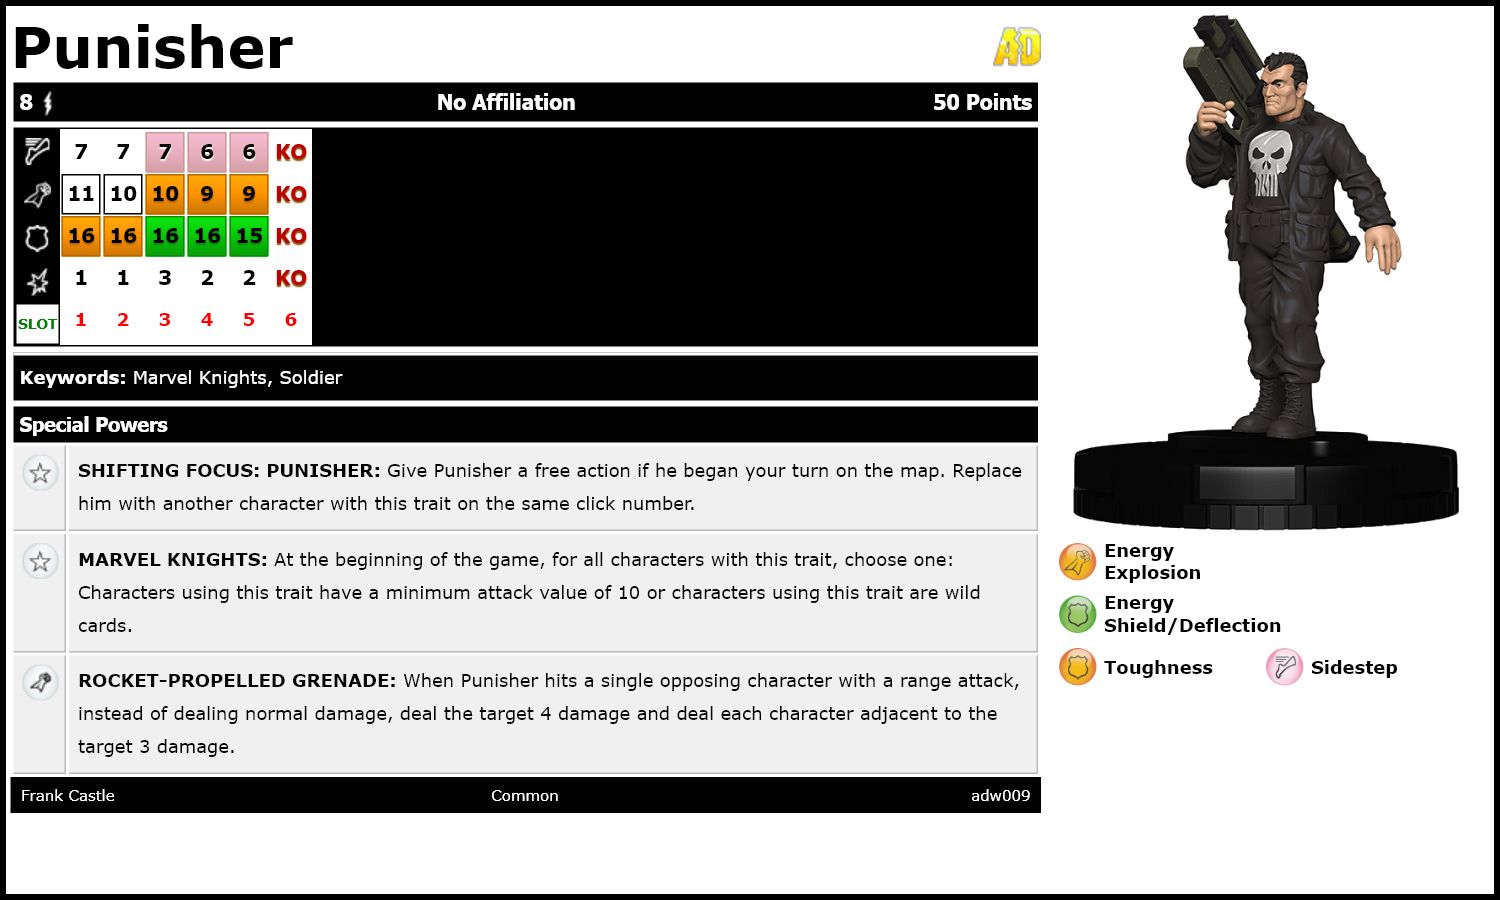 Punisher
AD
8 No Affiliation 50 Points
7 7 7 6 6 KO
11 10 10 9 9 KO
16 16 16 16 15 KO
1 1 3 2 2 KO
SLOT 1 2 3 4 5 6
Keywords: Marvel Knights, Soldier
Special Powers
SHIFTING FOCUS: PUNISHER: Give Punisher a free action if he began your turn on the map. Replace
him with another character with this trait on the same click number.
MARVEL KNIGHTS: At the beginning of the game, for all characters with this trait, choose one:
Characters using this trait have a minimum attack value of 10 or characters using this trait are wild
cards.
ROCKET-PROPELLED GRENADE: When Punisher hits a single opposing character with a range attack,
instead of dealing normal damage, deal the target 4 damage and deal each character adjacent to the
target 3 damage.
Frank Castle Common adw009
Energy
Explosion
Energy
Shield/Deflection
Toughness Sidestep